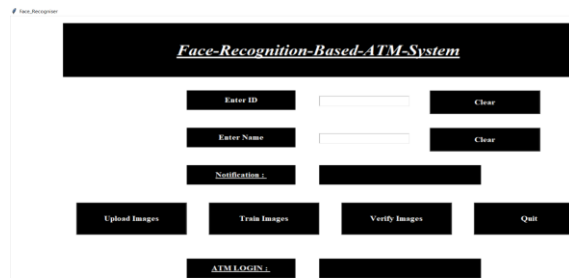 Face_Recogniser
Face-Recognition-Based-ATM-System
Enter ID Clear
Enter Name Clear
Notification :
Upload Images Train Images Verify Images Quit
ATM LOGIN :